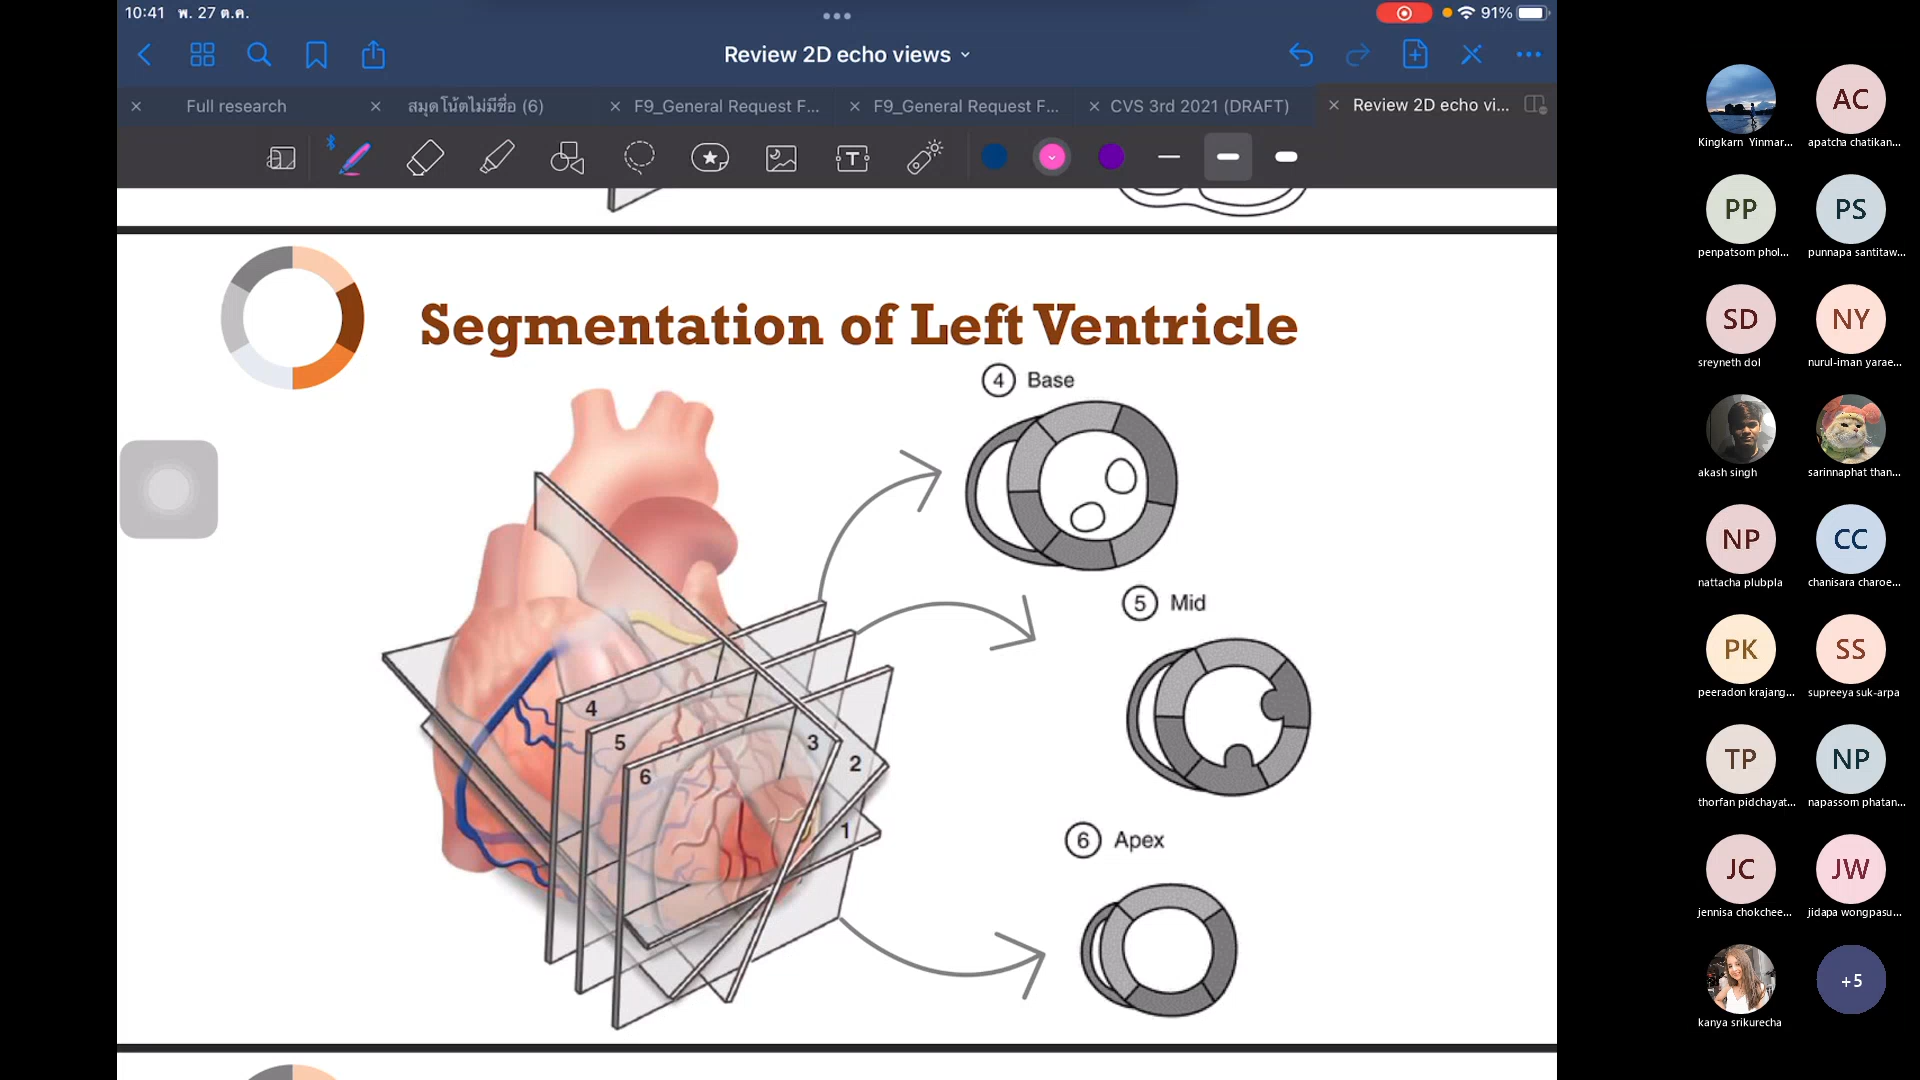 10:41 พ. 27 ต.ค.
91%
Review 2D echo views
Full research
สมุดโน้ตไม่มีชื่อ (6)
F9_General Request F...
F9_General Request F...
CVS 3rd 2021 (DRAFT)
Review 2D echo vi...
T
Segmentation of Left Ventricle
4 Base
5 Mid
6 Apex
4
5
6
3
2
1
Kingkarn Yinmar...
AC
apatcha chatikan...
PP
penpatsorn phol...
PS
punnapa santitaw...
SD
sreyneth dol
NY
nurul-iman yarae...
akash singh
sarinnaphat than...
NP
nattacha plubpla
CC
chanisara charoe...
PK
peeradon krajang...
SS
supreeya suk-arpa
TP
thorfan pidchayat...
NP
napassorn phatan...
JC
jennisa chokchee...
JW
jidapa wongpasu...
kanya srikurecha
+5